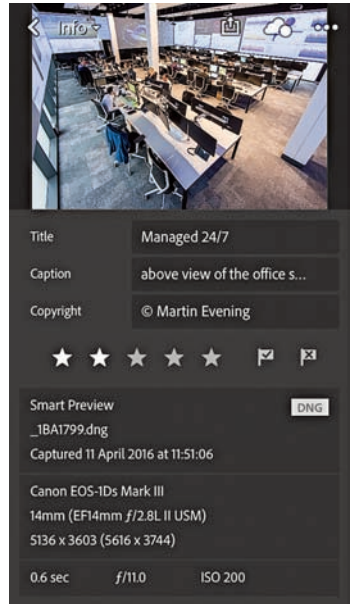 Info
Title Managed 24/7
Caption above view of the office s...
Copyright © Martin Evening
Smart Preview DNG
_1BA1799.dng
Captured 11 April 2016 at 11:51:06
Canon EOS-1Ds Mark III
14mm (EF14mm ƒ/2.8L II USM)
5136 x 3603 (5616 x 3744)
0.6 sec ƒ/11.0 ISO 200